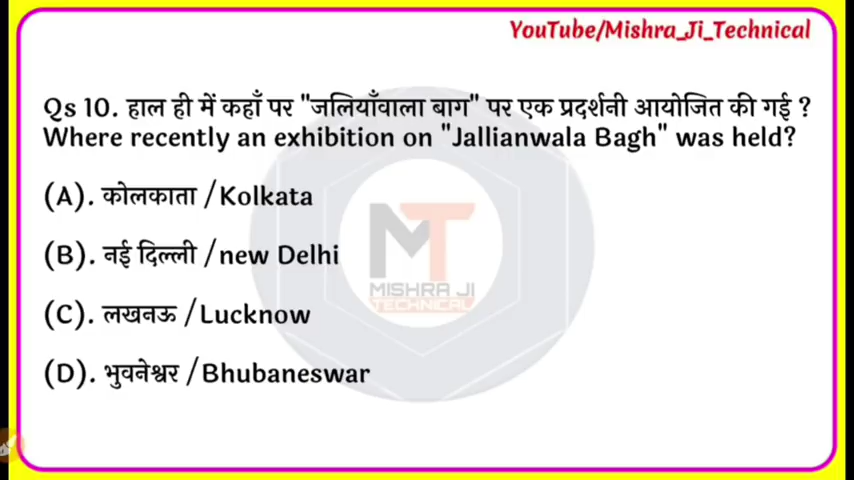 YouTube/Mishra_Ji_Technical
Qs 10. हाल ही में कहाँ पर "जलियाँवाला बाग" पर एक प्रदर्शनी आयोजित की गई ?
Where recently an exhibition on "Jallianwala Bagh" was held?
(A). कोलकाता /Kolkata
(B). नई दिल्ली /new Delhi
(C). लखनऊ /Lucknow
(D). भुवनेश्वर /Bhubaneswar
MT
MISHRA JI
TECHNICAL